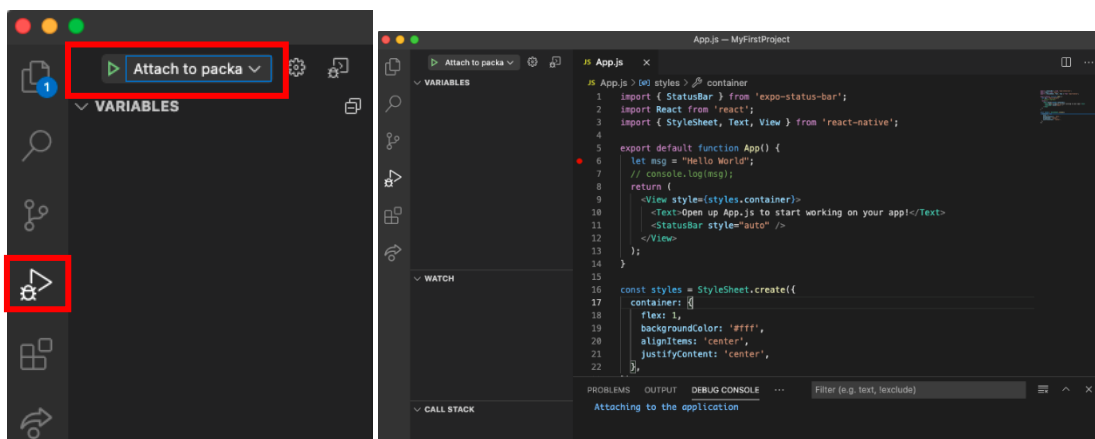 1
Attach to packa
VARIABLES
App.js — MyFirstProject
Attach to packa
JS App.js ×
VARIABLES
JS App.js > styles > container
1 import { StatusBar } from 'expo-status-bar';
2 import React from 'react';
3 import { StyleSheet, Text, View } from 'react-native';
4
5 export default function App() {
6 let msg = "Hello World";
7 // console.log(msg);
8 return (
9 <View style={styles.container}>
10 <Text>Open up App.js to start working on your app!</Text>
11 <StatusBar style="auto" />
12 </View>
13 );
14 }
15
16 const styles = StyleSheet.create({
17 container: {
18 flex: 1,
19 backgroundColor: '#fff',
20 alignItems: 'center',
21 justifyContent: 'center',
22 },
WATCH
PROBLEMS OUTPUT DEBUG CONSOLE ··· Filter (e.g. text, !exclude)
Attaching to the application
CALL STACK